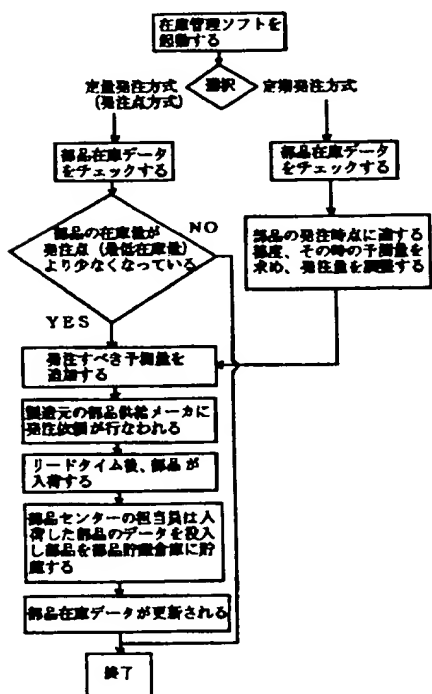 在庫管理ソフトを
起動する
選択
定量発注方式
(発注点方式)
定期発注方式
部品在庫データ
をチェックする
部品在庫データ
をチェックする
部品の在庫量が
発注点(最低在庫量)
より少なくなっている
NO
YES
部品の発注時点に達する
都度、その時の予測量を
求め、発注量を調整する
発注すべき予測量を
追加する
製造元の部品供給メーカに
発注依頼が行なわれる
リードタイム後、部品が
入荷する
部品センターの担当員は入
荷した部品のデータを投入
し部品を部品貯蔵倉庫に貯
蔵する
部品在庫データが更新される
終了